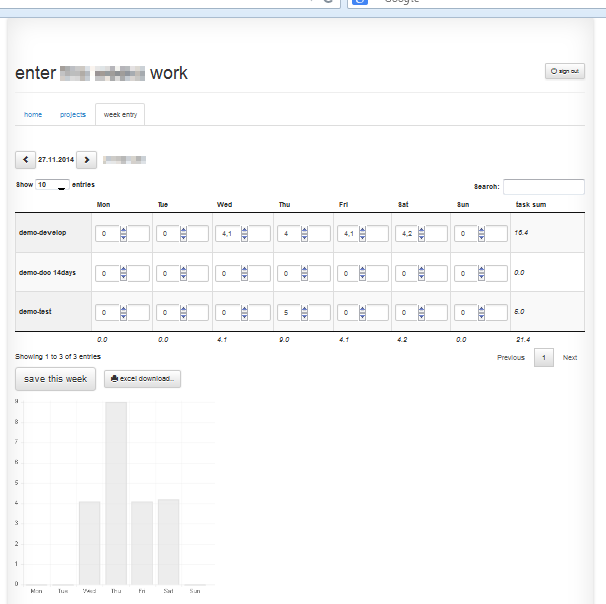 Google
enter work
sign out
home projects week entry
27.11.2014
Show 10 entries
Search:
Mon Tue Wed Thu Fri Sat Sun task sum
demo-develop 0 0 4,1 4 4,1 4,2 0 16.4
demo-doo 14days 0 0 0 0 0 0 0 0.0
demo-test 0 0 0 5 0 0 0 5.0
0.0 0.0 4.1 9.0 4.1 4.2 0.0 21.4
Showing 1 to 3 of 3 entries
Previous 1 Next
save this week excel download..
9
8
7
6
5
4
3
2
1
0
Mon Tue Wed Thu Fri Sat Sun